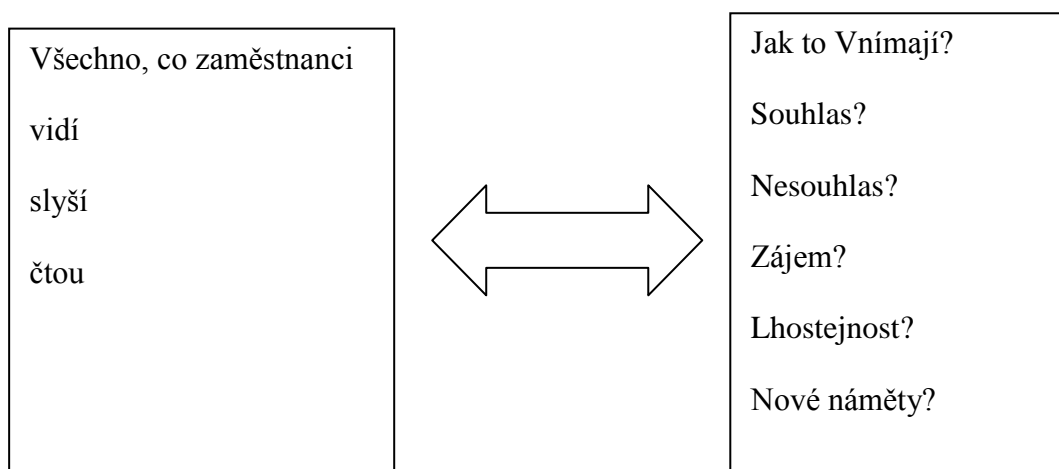 Všechno, co zaměstnanci
vidí
slyší
čtou
Jak to Vnímají?
Souhlas?
Nesouhlas?
Zájem?
Lhostejnost?
Nové náměty?